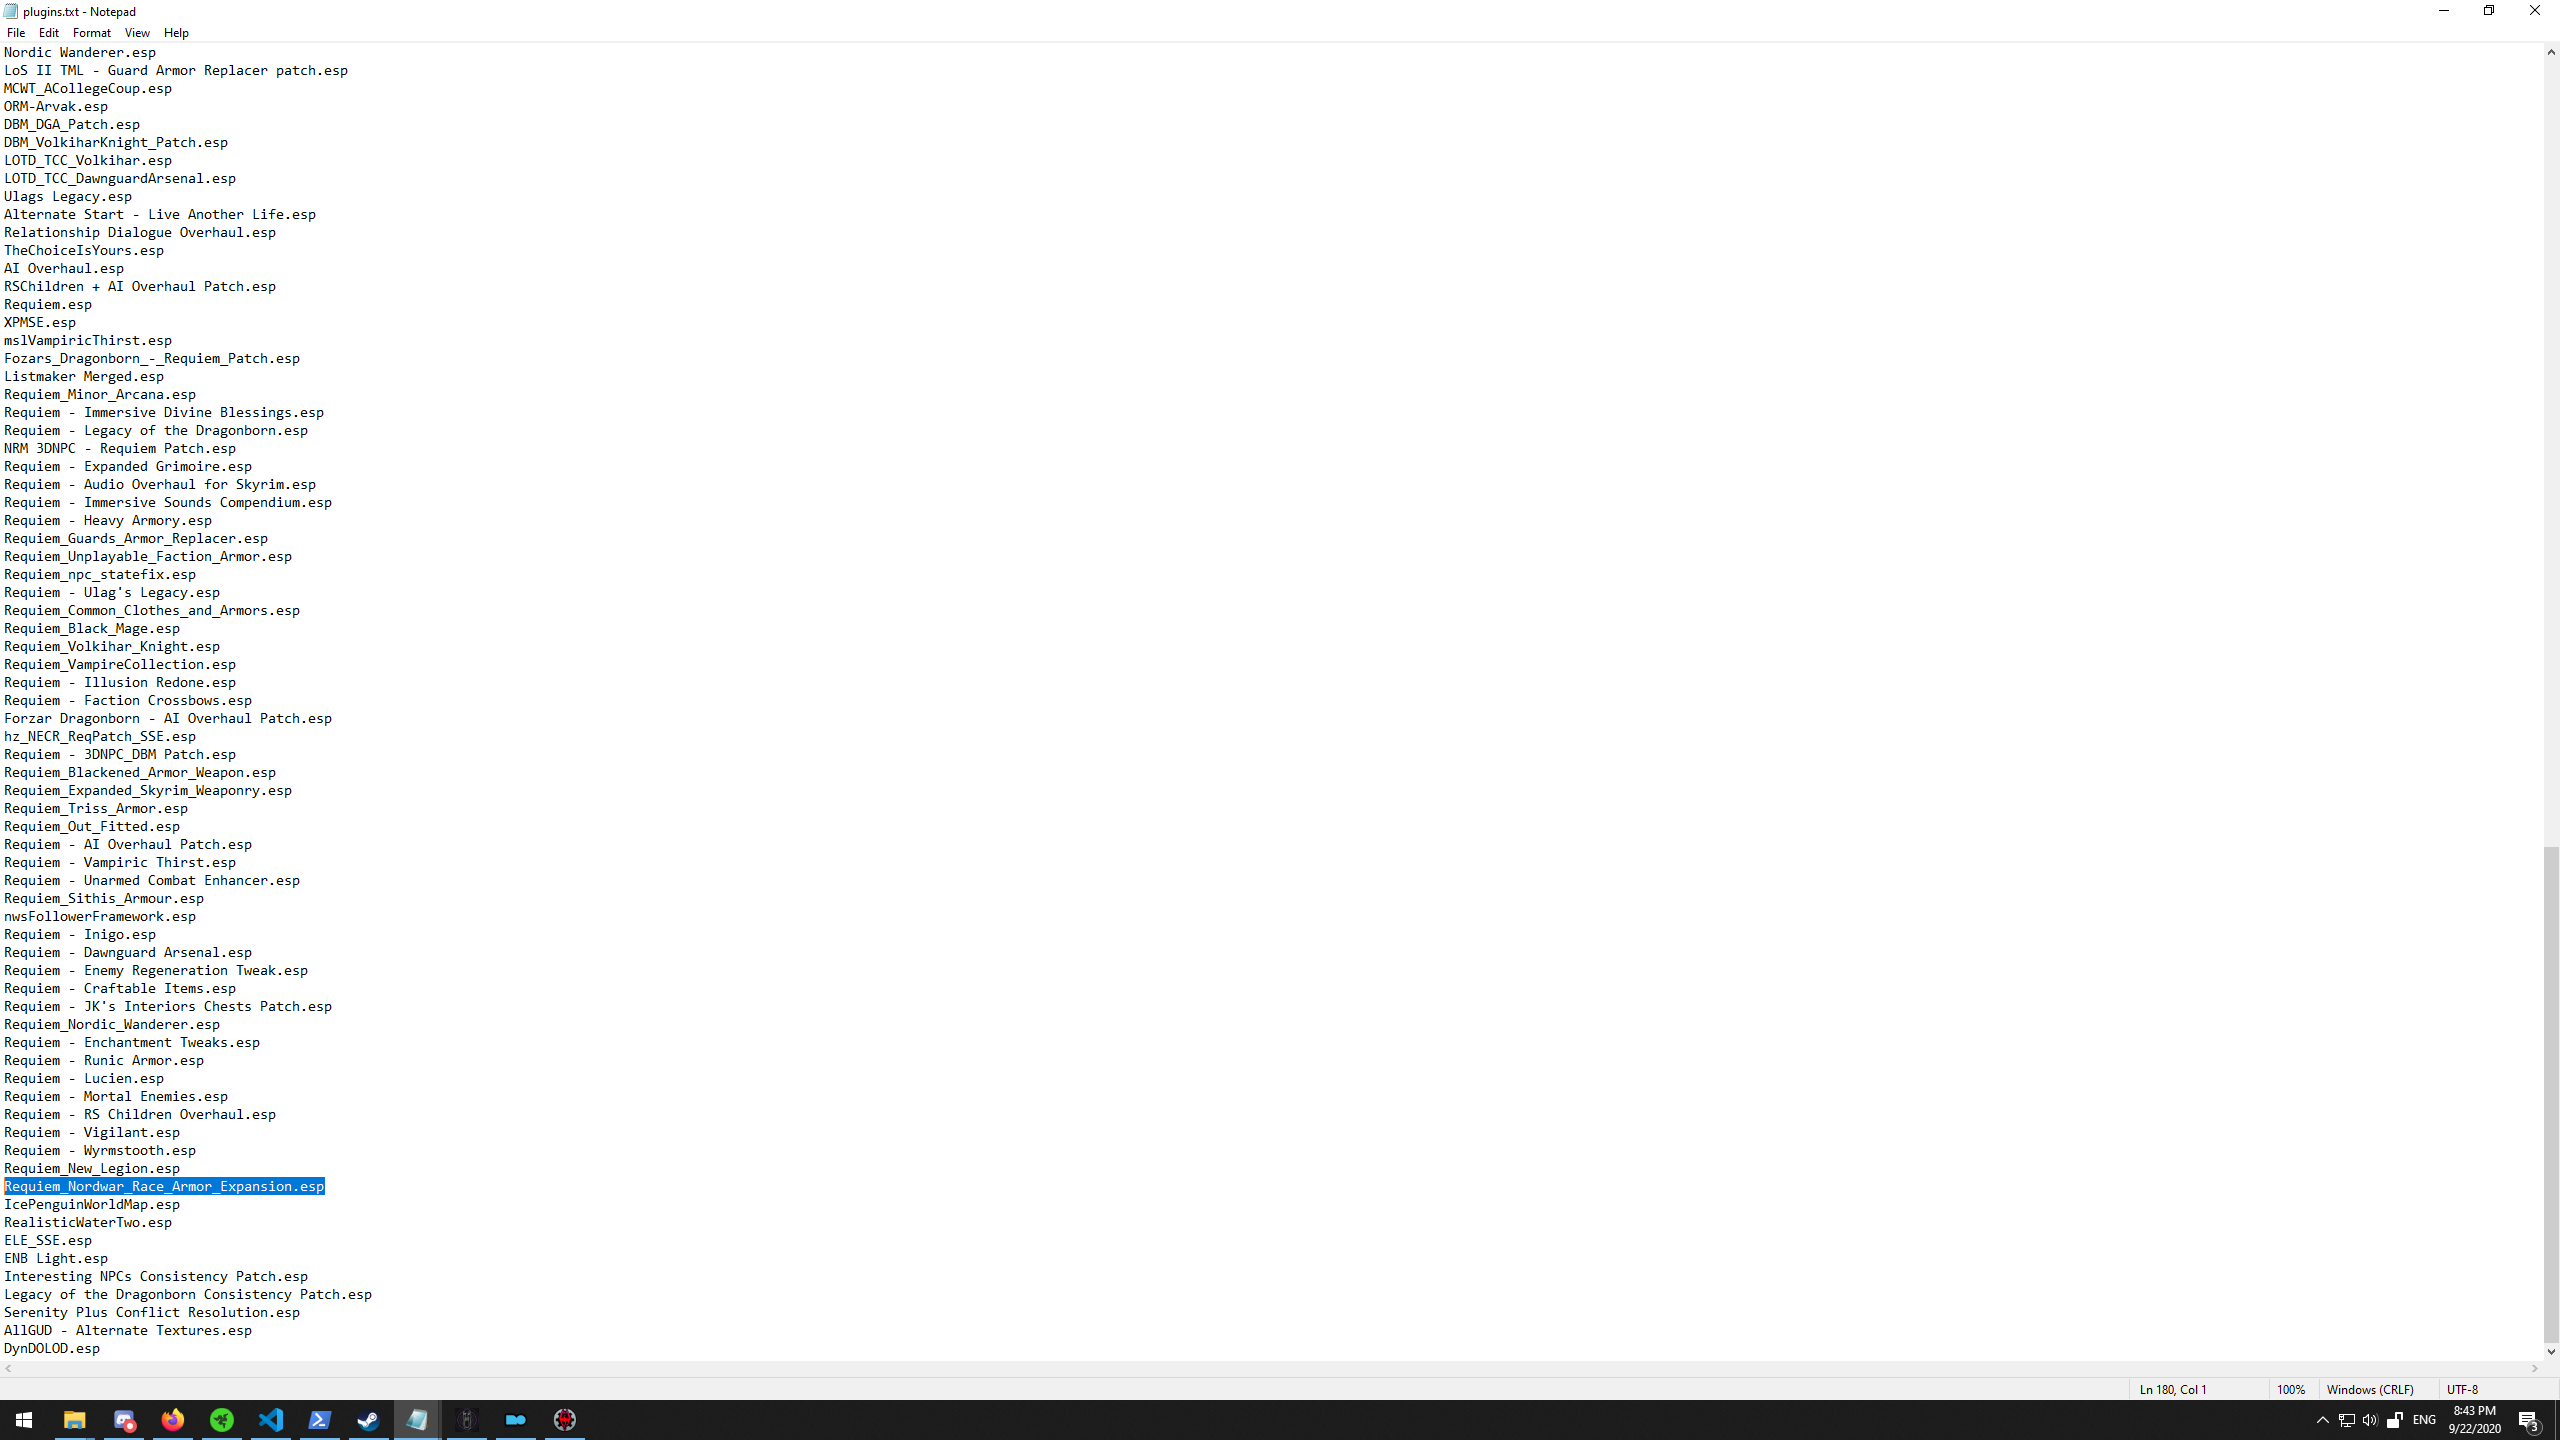 plugins.txt - Notepad
File Edit Format View Help
Nordic Wanderer.esp
LoS II TML - Guard Armor Replacer patch.esp
MCWT_ACollegeCoup.esp
ORM-Arvak.esp
DBM_DGA_Patch.esp
DBM_VolkiharKnight_Patch.esp
LOTD_TCC_Volkihar.esp
LOTD_TCC_DawnguardArsenal.esp
Ulags Legacy.esp
Alternate Start - Live Another Life.esp
Relationship Dialogue Overhaul.esp
TheChoiceIsYours.esp
AI Overhaul.esp
RSChildren + AI Overhaul Patch.esp
Requiem.esp
XPMSE.esp
mslVampiricThirst.esp
Fozars_Dragonborn_-_Requiem_Patch.esp
Listmaker Merged.esp
Requiem_Minor_Arcana.esp
Requiem - Immersive Divine Blessings.esp
Requiem - Legacy of the Dragonborn.esp
NRM 3DNPC - Requiem Patch.esp
Requiem - Expanded Grimoire.esp
Requiem - Audio Overhaul for Skyrim.esp
Requiem - Immersive Sounds Compendium.esp
Requiem - Heavy Armory.esp
Requiem_Guards_Armor_Replacer.esp
Requiem_Unplayable_Faction_Armor.esp
Requiem_npc_statefix.esp
Requiem - Ulag's Legacy.esp
Requiem_Common_Clothes_and_Armors.esp
Requiem_Black_Mage.esp
Requiem_Volkihar_Knight.esp
Requiem_VampireCollection.esp
Requiem - Illusion Redone.esp
Requiem - Faction Crossbows.esp
Forzar Dragonborn - AI Overhaul Patch.esp
hz_NECR_ReqPatch_SSE.esp
Requiem - 3DNPC_DBM Patch.esp
Requiem_Blackened_Armor_Weapon.esp
Requiem_Expanded_Skyrim_Weaponry.esp
Requiem_Triss_Armor.esp
Requiem_Out_Fitted.esp
Requiem - AI Overhaul Patch.esp
Requiem - Vampiric Thirst.esp
Requiem - Unarmed Combat Enhancer.esp
Requiem_Sithis_Armour.esp
nwsFollowerFramework.esp
Requiem - Inigo.esp
Requiem - Dawnguard Arsenal.esp
Requiem - Enemy Regeneration Tweak.esp
Requiem - Craftable Items.esp
Requiem - JK's Interiors Chests Patch.esp
Requiem_Nordic_Wanderer.esp
Requiem - Enchantment Tweaks.esp
Requiem - Runic Armor.esp
Requiem - Lucien.esp
Requiem - Mortal Enemies.esp
Requiem - RS Children Overhaul.esp
Requiem - Vigilant.esp
Requiem - Wyrmstooth.esp
Requiem_New_Legion.esp
Requiem_Nordwar_Race_Armor_Expansion.esp
IcePenguinWorldMap.esp
RealisticWaterTwo.esp
ELE_SSE.esp
ENB Light.esp
Interesting NPCs Consistency Patch.esp
Legacy of the Dragonborn Consistency Patch.esp
Serenity Plus Conflict Resolution.esp
AllGUD - Alternate Textures.esp
DynDOLOD.esp
Ln 180, Col 1 100% Windows (CRLF) UTF-8
ENG 8:43 PM 3
9/22/2020